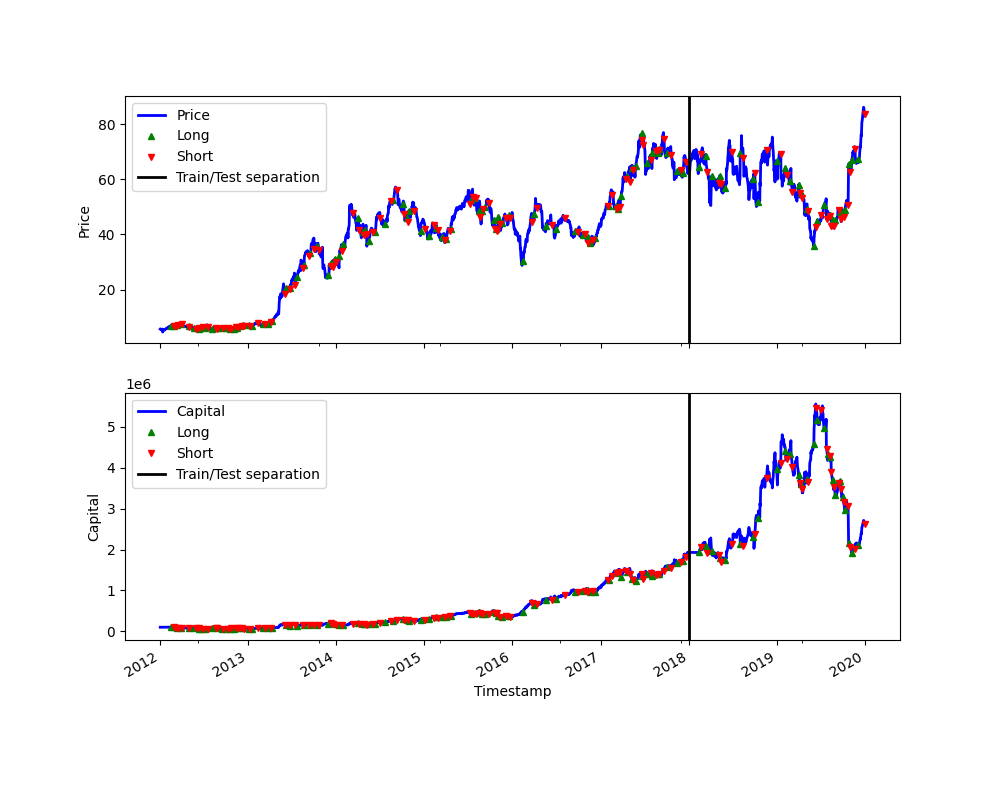 Price
Long
Short
Train/Test separation
80
60
40
20
Price
1e6
Capital
Long
Short
Train/Test separation
5
4
3
2
1
0
Capital
2012
2013
2014
2015
2016
2017
2018
2019
2020
Timestamp